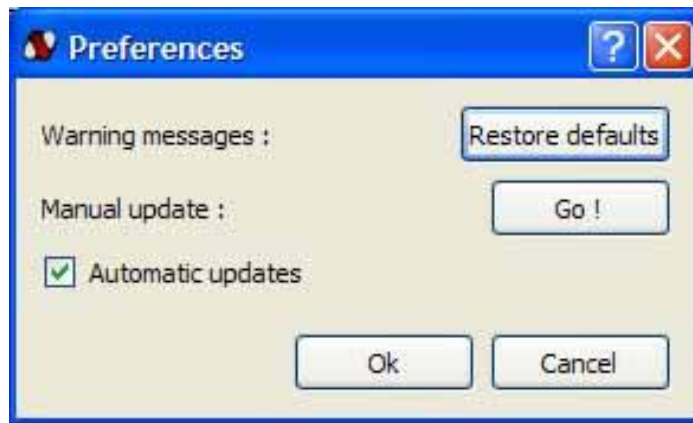 Preferences
Warning messages :
Restore defaults
Manual update :
Go !
Automatic updates
Ok
Cancel